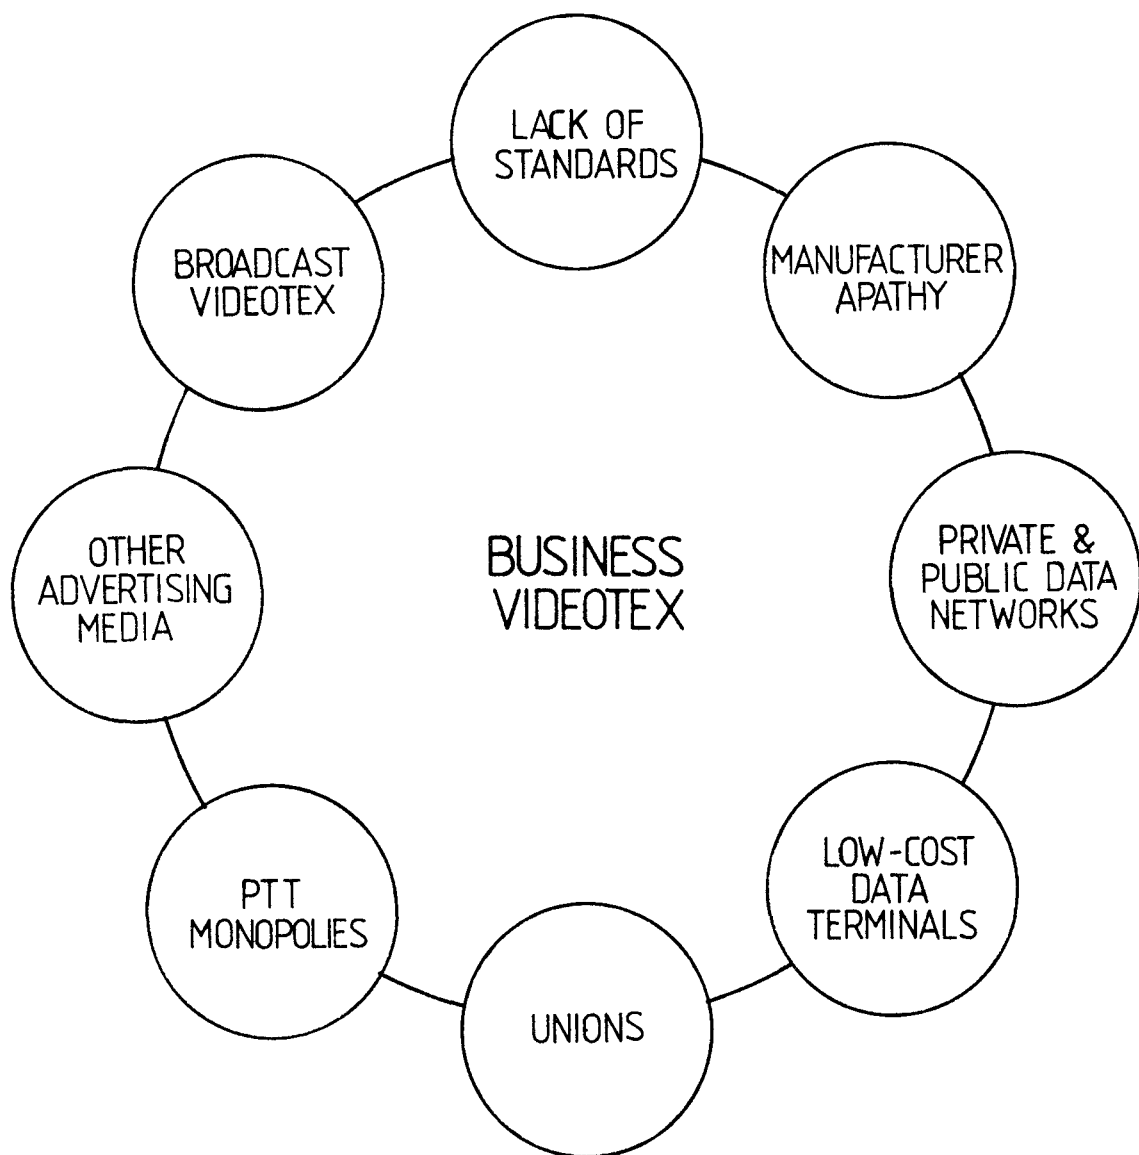 LACK OF
STANDARDS
MANUFACTURER
APATHY
PRIVATE &
PUBLIC DATA
NETWORKS
LOW-COST
DATA
TERMINALS
UNIONS
PTT
MONOPOLIES
OTHER
ADVERTISING
MEDIA
BROADCAST
VIDEOTEX
BUSINESS
VIDEOTEX